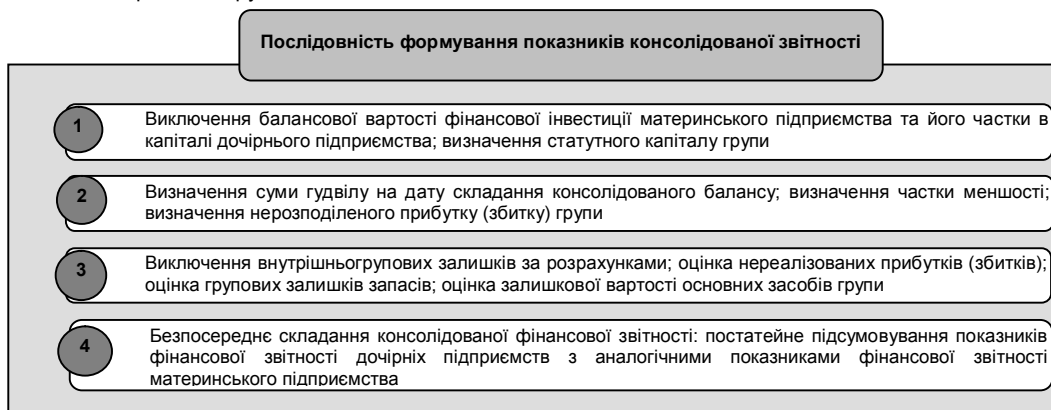 Послідовність формування показників консолідованої звітності
1
Виключення балансової вартості фінансової інвестиції материнського підприємства та його частки в
капіталі дочірнього підприємства; визначення статутного капіталу групи
2
Визначення суми гудвілу на дату складання консолідованого балансу; визначення частки меншості;
визначення нерозподіленого прибутку (збитку) групи
3
Виключення внутрішньогрупових залишків за розрахунками; оцінка нереалізованих прибутків (збитків);
оцінка групових залишків запасів; оцінка залишкової вартості основних засобів групи
4
Безпосереднє складання консолідованої фінансової звітності: постатейне підсумовування показників
фінансової звітності дочірніх підприємств з аналогічними показниками фінансової звітності
материнського підприємства